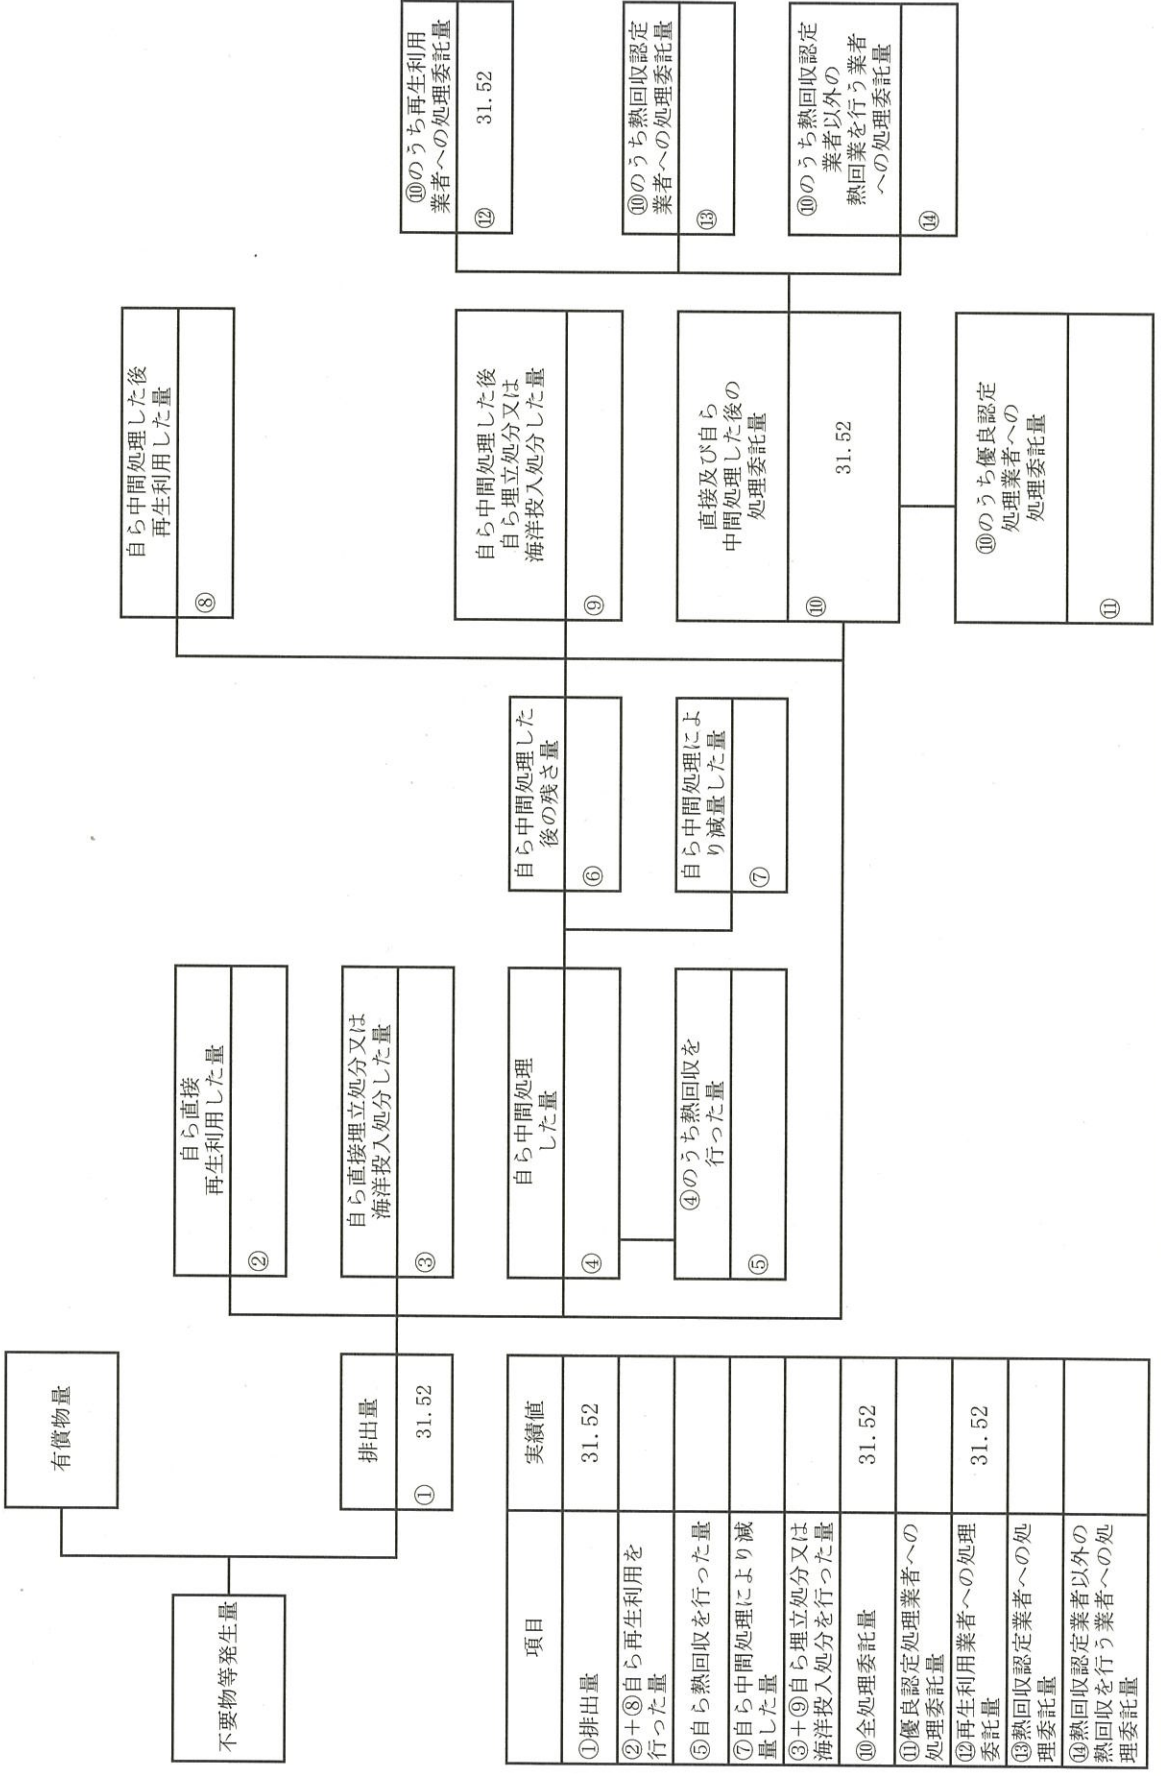 有償物量
不要物等発生量
排出量
① 31.52
自ら直接
再生利用した量
②
自ら直接埋立処分又は
海洋投入処分した量
③
自ら中間処理
した量
④
④のうち熱回収を
行った量
⑤
自ら中間処理した
後の残さ量
⑥
自ら中間処理によ
り減量した量
⑦
自ら中間処理した後
再生利用した量
⑧
自ら中間処理した後
自ら埋立処分又は
海洋投入処分した量
⑨
直接及び自ら
中間処理した後の
処理委託量
⑩ 31.52
⑩のうち優良認定
処理業者への
処理委託量
⑪
⑩のうち再生利用
業者への処理委託量
⑫ 31.52
⑩のうち熱回収認定
業者への処理委託量
⑬
⑩のうち熱回収認定
業者以外の
熱回業を行う業者
への処理委託量
⑭
項目 実績値
①排出量 31.52
②+⑧自ら再生利用を
行った量
⑤自ら熱回収を行った量
⑦自ら中間処理により減
量した量
③+⑨自ら埋立処分又は
海洋投入処分を行った量
⑩全処理委託量 31.52
⑪優良認定処理業者への
処理委託量
⑫再生利用業者への処理
委託量 31.52
⑬熱回収認定業者への処
理委託量
⑭熱回収認定業者以外の
熱回収を行う業者への処
理委託量